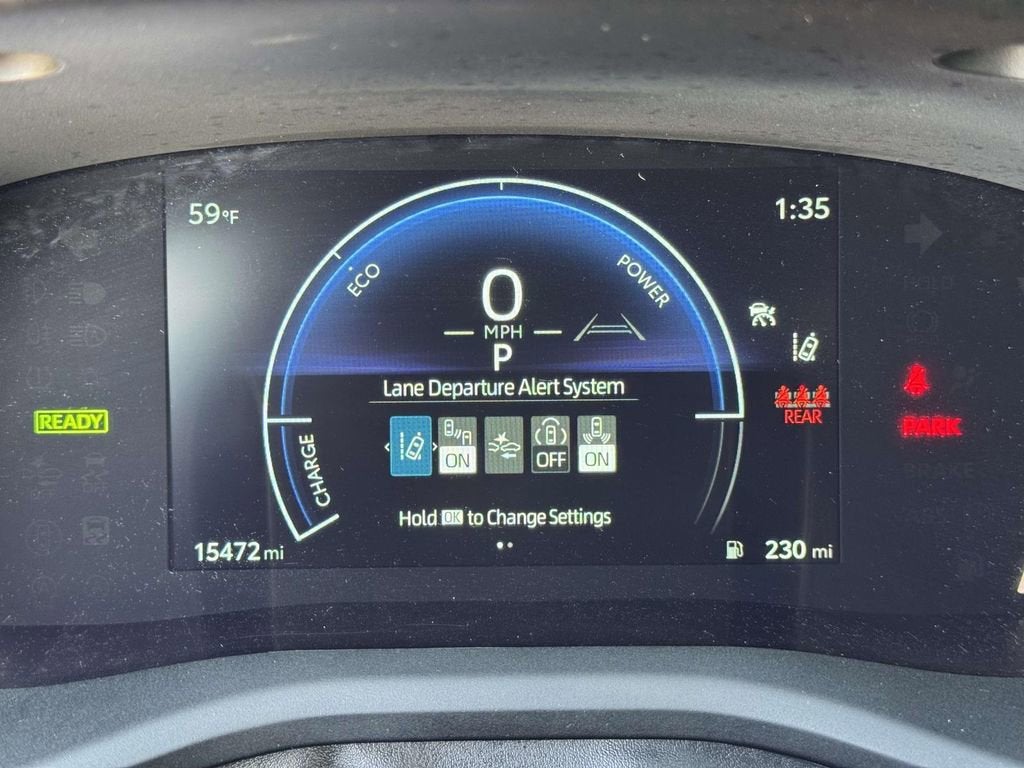 59°F
1:35
ECO
POWER
0
MPH
P
Lane Departure Alert System
REAR
READY
PARK
CHARGE
ON
OFF
ON
BRAKE
Hold OK to Change Settings
15472 mi
230 mi